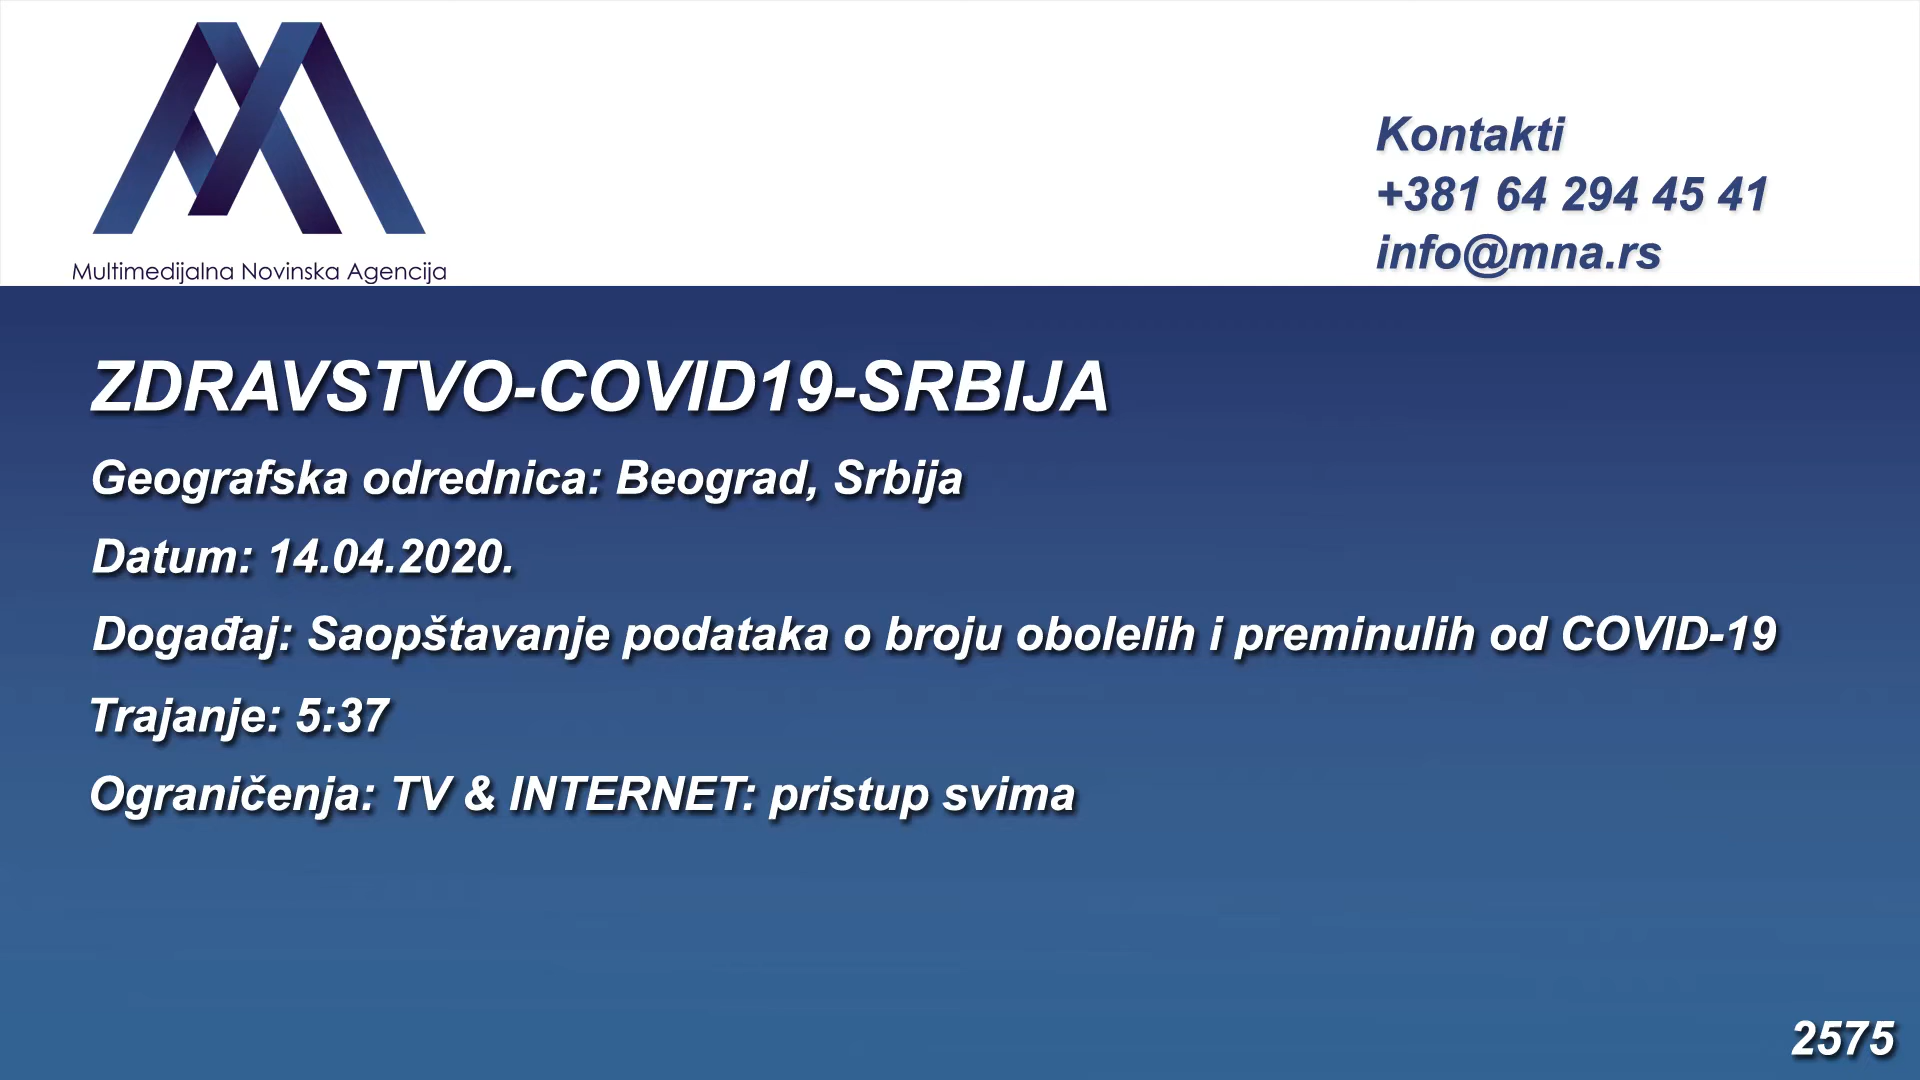 Multimedijalna Novinska Agencija
Kontakti
+381 64 294 45 41
info@mna.rs
ZDRAVSTVO-COVID19-SRBIJA
Geografska odrednica: Beograd, Srbija
Datum: 14.04.2020.
Događaj: Saopštavanje podataka o broju obolelih i preminulih od COVID-19
Trajanje: 5:37
Ograničenja: TV & INTERNET: pristup svima
2575